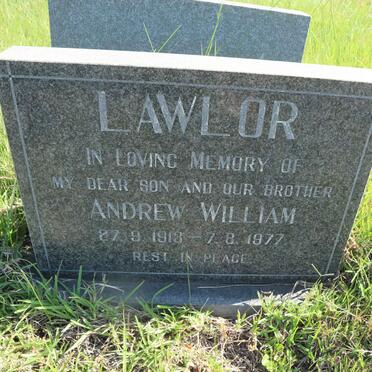 LAWLOR
IN LOVING MEMORY OF
MY DEAR SON AND OUR BROTHER
ANDREW WILLIAM
27. 9. 1913 – 7. 8. 1977
REST IN PEACE